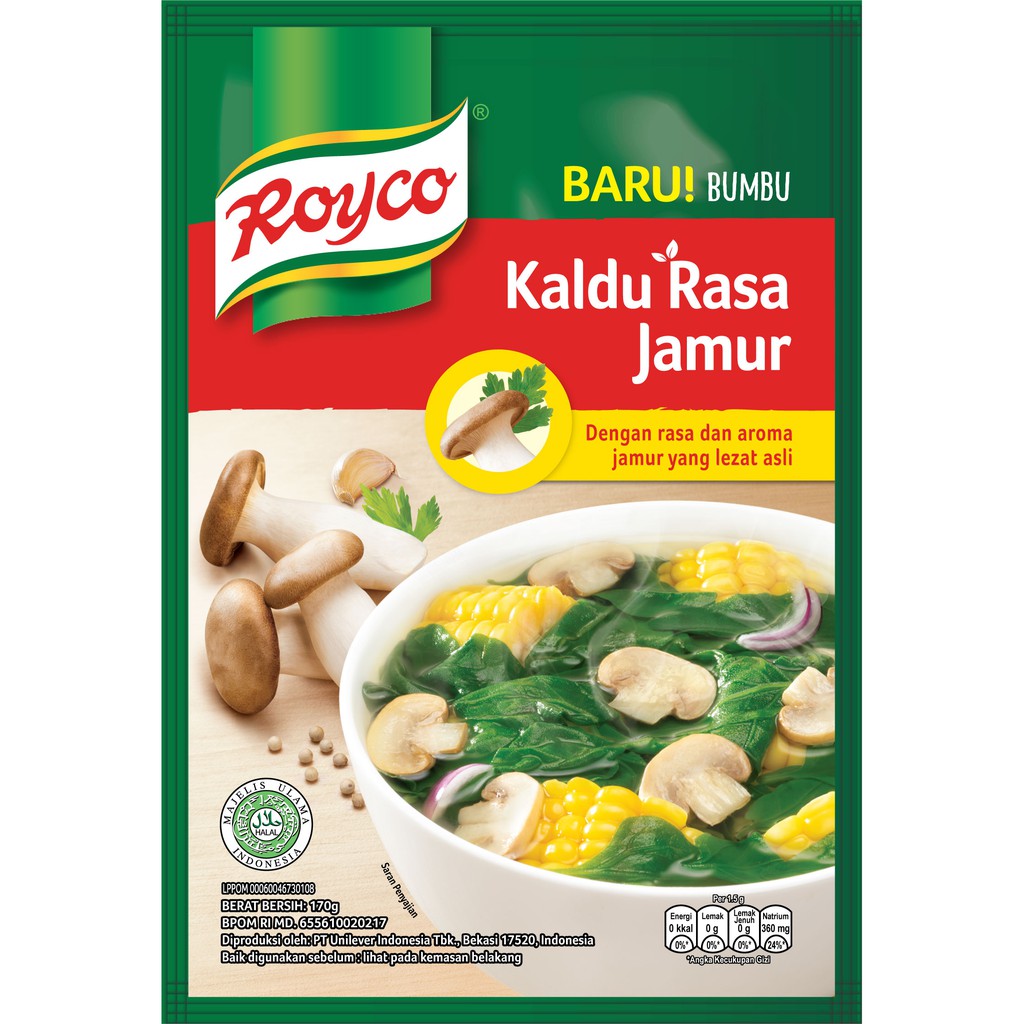 Royco®
BARU! BUMBU
Kaldu Rasa
Jamur
Dengan rasa dan aroma
jamur yang lezat asli
MAJELIS ULAMA
حلال
HALAL
INDONESIA
Saran Penyajian
LPPOM 00060046730108
BERAT BERSIH: 170g
BPOM RI MD. 655610020217
Diproduksi oleh: PT Unilever Indonesia Tbk., Bekasi 17520, Indonesia
Baik digunakan sebelum : lihat pada kemasan belakang
Per 1.5 g
Energi 0 kkal 0%*
Lemak 0 g 0%*
Lemak Jenuh 0 g 0%*
Natrium 360 mg 24%*
*Angka Kecukupan Gizi